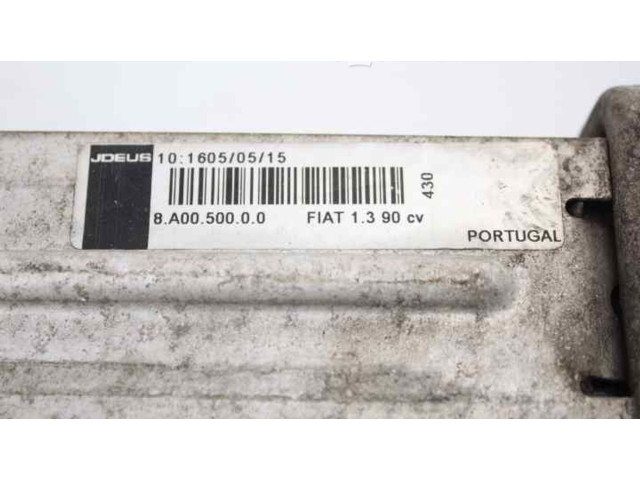 JDEUS 10:1605/05/15
430
8.A00.500.0.0 FIAT 1.3 90 cv
PORTUGAL